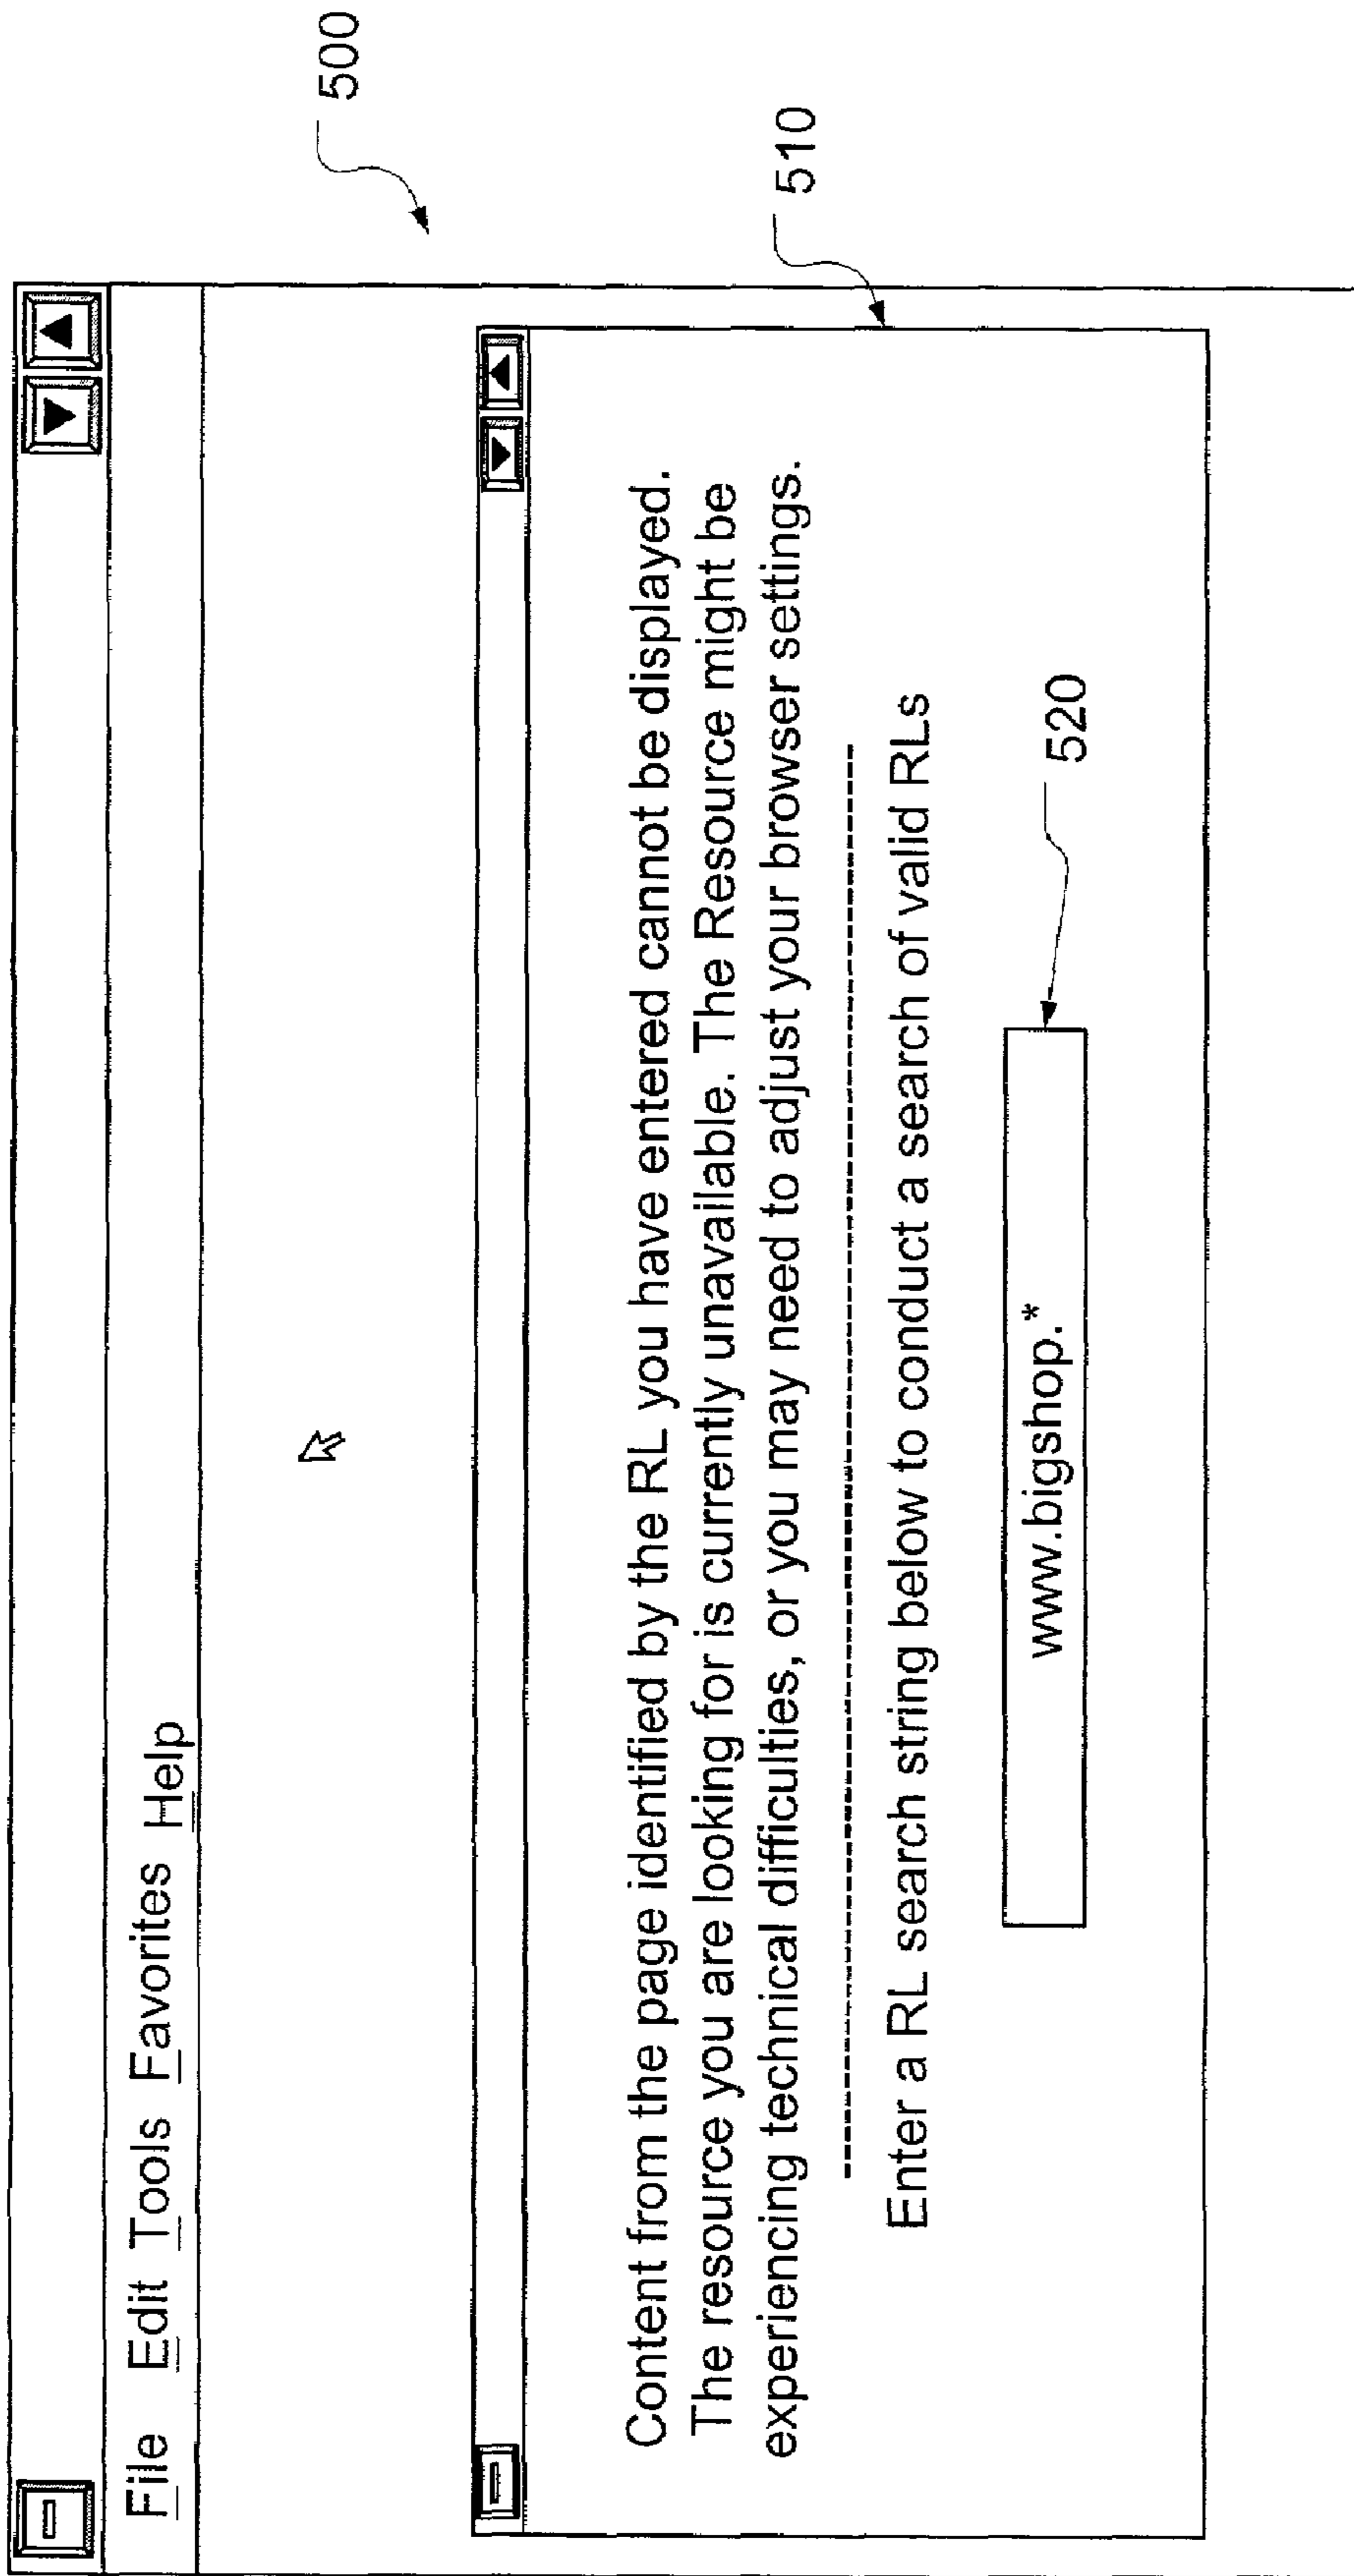 File Edit Tools Favorites Help
500
510
Content from the page identified by the RL you have entered cannot be displayed.
The resource you are looking for is currently unavailable. The Resource might be
experiencing technical difficulties, or you may need to adjust your browser settings.
Enter a RL search string below to conduct a search of valid RLs
www.bigshop.*
520